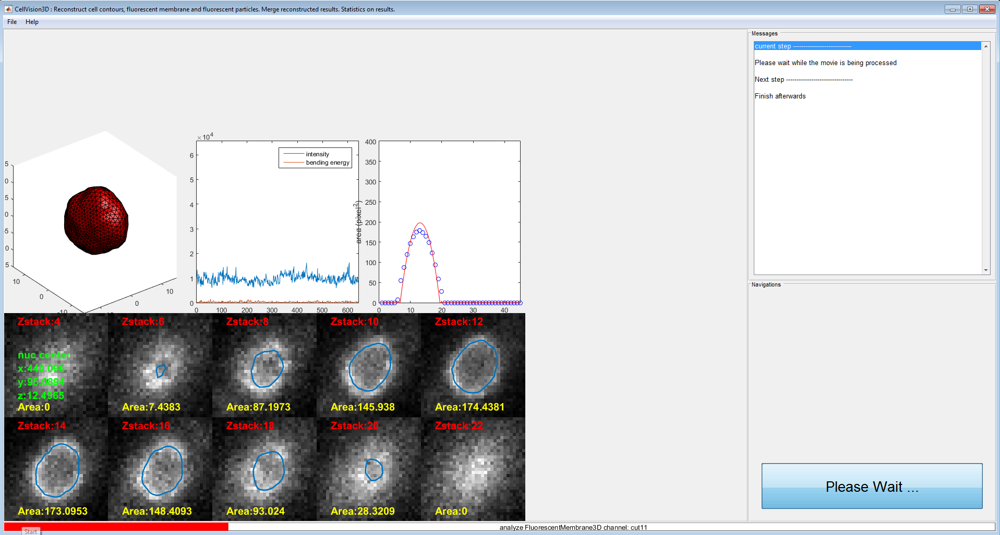 CellVision3D : Reconstruct cell contours, fluorescent membrane and fluorescent particles. Merge reconstructed results. Statistics on results.
File Help
Messages
current step ----------------------------
Please wait while the movie is being processed
Next step --------------------------------
Finish afterwards
Navigations
Please Wait ...
5
0
5
0
5
0
5
10
0
-10
0
10
×10⁴
6
5
4
3
2
1
0
0 100 200 300 400 500 600
intensity
bending energy
area (pixel²)
400
350
300
250
200
150
100
50
0
0 10 20 30 40
Zstack:4
nuc center
x:440.096
y:95.0894
z:12.4965
Area:0
Zstack:6
Area:7.4383
Zstack:8
Area:87.1973
Zstack:10
Area:145.938
Zstack:12
Area:174.4381
Zstack:14
Area:173.0953
Zstack:16
Area:148.4093
Zstack:18
Area:93.024
Zstack:20
Area:28.3209
Zstack:22
Area:0
analyze FluorescentMembrane3D channel: cut11
Start